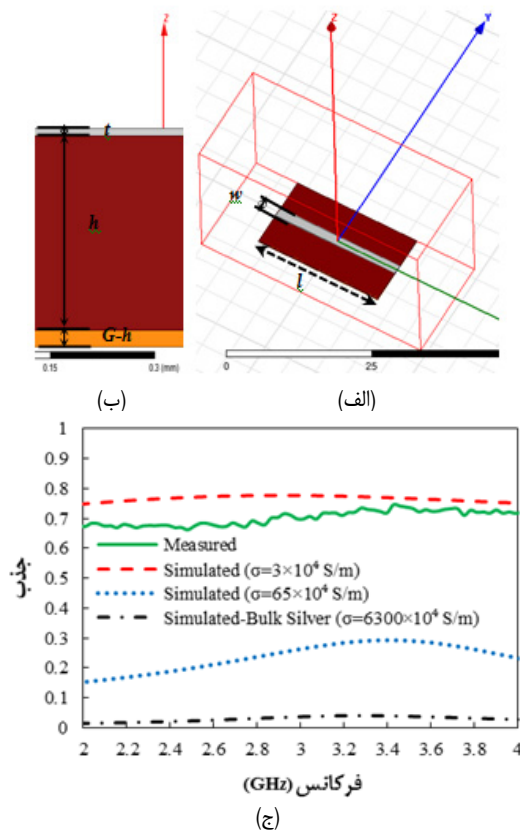 Z
t
h
G-h
0.15
0.3 (mm)
(ب)
Z
Y
w
l
0
25
(الف)
1
0.9
0.8
0.7
0.6
0.5
0.4
0.3
0.2
0.1
0
جذب
Measured
Simulated (σ=3×10⁴ S/m)
Simulated (σ=65×10⁴ S/m)
Simulated-Bulk Silver (σ=6300×10⁴ S/m)
2 2.2 2.4 2.6 2.8 3 3.2 3.4 3.6 3.8 4
فرکانس (GHz)
(ج)